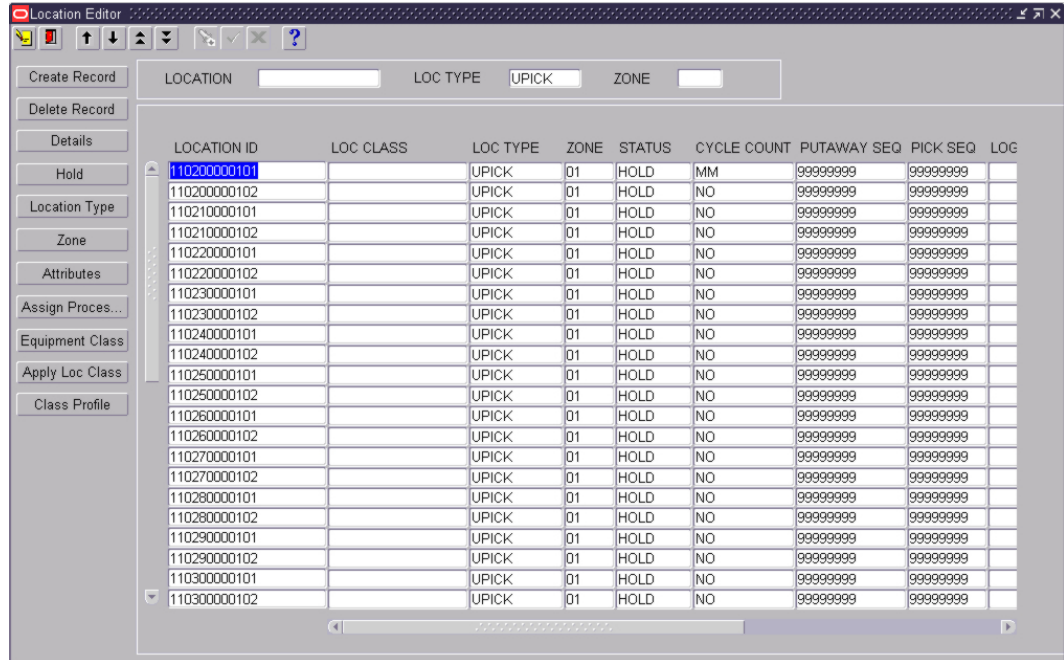 Location Editor
?
LOCATION LOC TYPE UPICK ZONE
Create Record
Delete Record
Details
Hold
Location Type
Zone
Attributes
Assign Proces...
Equipment Class
Apply Loc Class
Class Profile
LOCATION ID LOC CLASS LOC TYPE ZONE STATUS CYCLE COUNT PUTAWAY SEQ PICK SEQ LOG
110200000101 UPICK 01 HOLD MM 99999999 99999999
110200000102 UPICK 01 HOLD NO 99999999 99999999
110210000101 UPICK 01 HOLD NO 99999999 99999999
110210000102 UPICK 01 HOLD NO 99999999 99999999
110220000101 UPICK 01 HOLD NO 99999999 99999999
110220000102 UPICK 01 HOLD NO 99999999 99999999
110230000101 UPICK 01 HOLD NO 99999999 99999999
110230000102 UPICK 01 HOLD NO 99999999 99999999
110240000101 UPICK 01 HOLD NO 99999999 99999999
110240000102 UPICK 01 HOLD NO 99999999 99999999
110250000101 UPICK 01 HOLD NO 99999999 99999999
110250000102 UPICK 01 HOLD NO 99999999 99999999
110260000101 UPICK 01 HOLD NO 99999999 99999999
110260000102 UPICK 01 HOLD NO 99999999 99999999
110270000101 UPICK 01 HOLD NO 99999999 99999999
110270000102 UPICK 01 HOLD NO 99999999 99999999
110280000101 UPICK 01 HOLD NO 99999999 99999999
110280000102 UPICK 01 HOLD NO 99999999 99999999
110290000101 UPICK 01 HOLD NO 99999999 99999999
110290000102 UPICK 01 HOLD NO 99999999 99999999
110300000101 UPICK 01 HOLD NO 99999999 99999999
110300000102 UPICK 01 HOLD NO 99999999 99999999